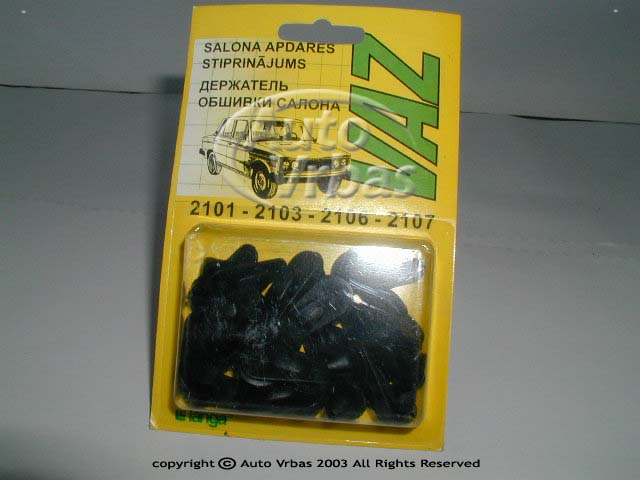 SALONA APDARES
STIPRINĀJUMS
ДЕРЖАТЕЛЬ
ОБШИВКИ САЛОНА
VAZ
Auto
Vrbas
2101 - 2103 - 2106 - 2107
langa
copyright © Auto Vrbas 2003 All Rights Reserved